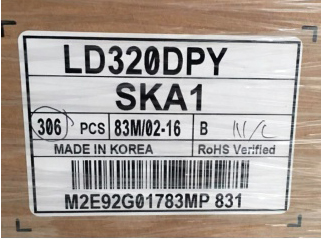 LD320DPY
SKA1
306 PCS 83M/02-16 B N/C
MADE IN KOREA RoHS Verified
M2E92G01783MP 831